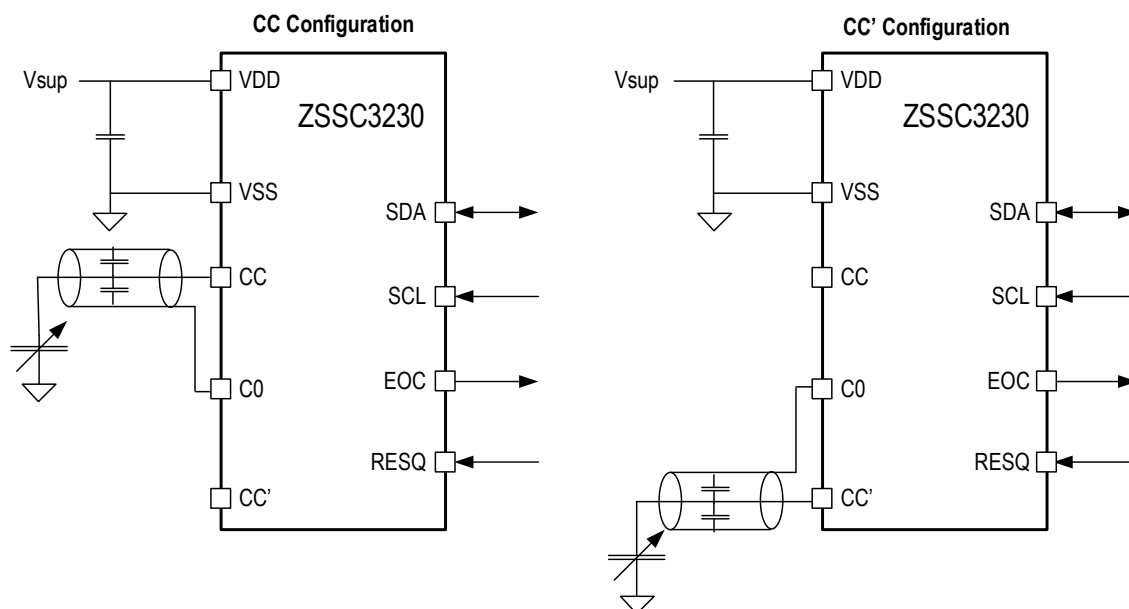 CC Configuration
Vsup
VDD
ZSSC3230
VSS
SDA
CC
SCL
C0
EOC
RESQ
CC’
CC’ Configuration
Vsup
VDD
ZSSC3230
VSS
SDA
CC
SCL
C0
EOC
RESQ
CC’